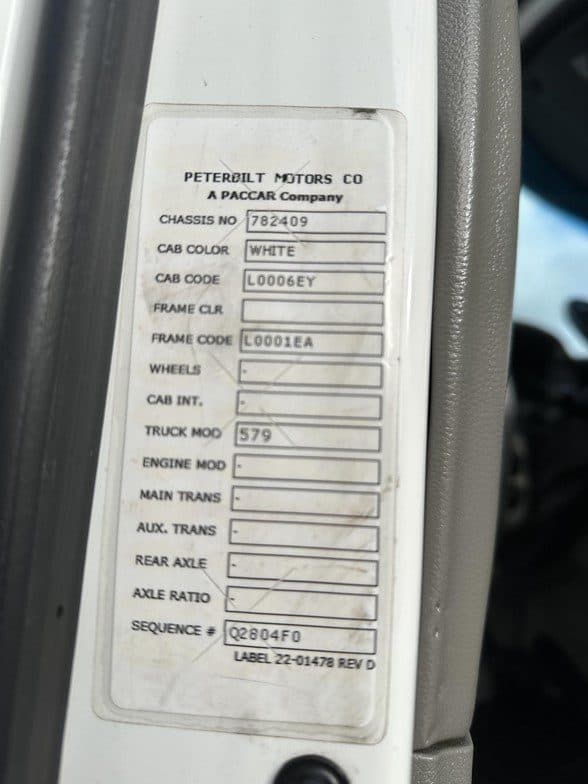 PETERBILT MOTORS CO
A PACCAR Company
CHASSIS NO 782409
CAB COLOR WHITE
CAB CODE L0006EY
FRAME CLR
FRAME CODE L0001EA
WHEELS -
CAB INT. -
TRUCK MOD 579
ENGINE MOD -
MAIN TRANS -
AUX. TRANS -
REAR AXLE -
AXLE RATIO -
SEQUENCE # Q2804F0
LABEL 22-01478 REV D